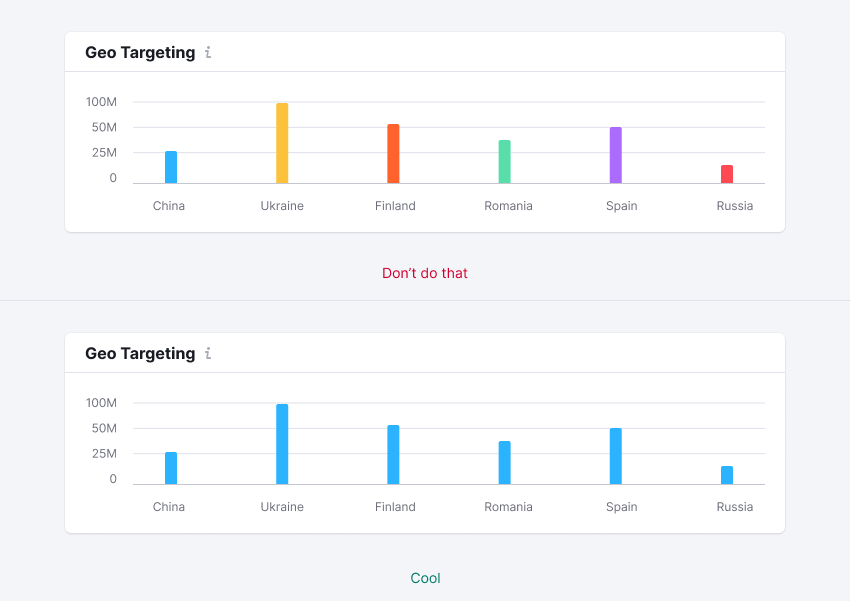 Geo Targeting i
100M
50M
25M
0
China Ukraine Finland Romania Spain Russia
Don’t do that
Geo Targeting i
100M
50M
25M
0
China Ukraine Finland Romania Spain Russia
Cool